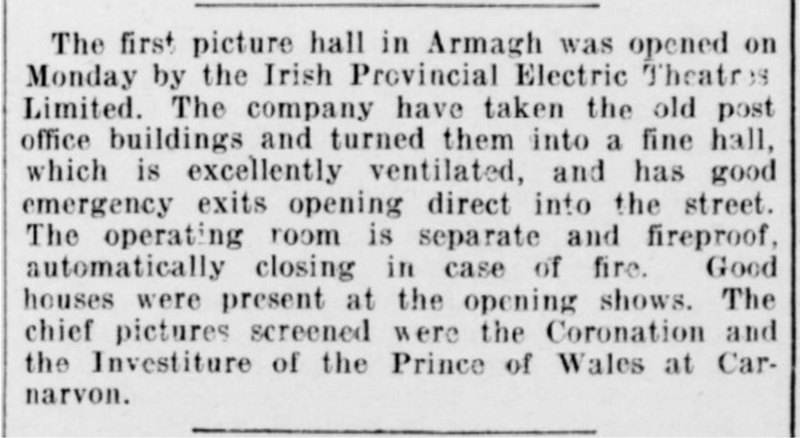 The first picture hall in Armagh was opened on
Monday by the Irish Provincial Electric Theatres
Limited. The company have taken the old post
office buildings and turned them into a fine hall,
which is excellently ventilated, and has good
emergency exits opening direct into the street.
The operating room is separate and fireproof,
automatically closing in case of fire. Good
houses were present at the opening shows. The
chief pictures screened were the Coronation and
the Investiture of the Prince of Wales at Car-
narvon.